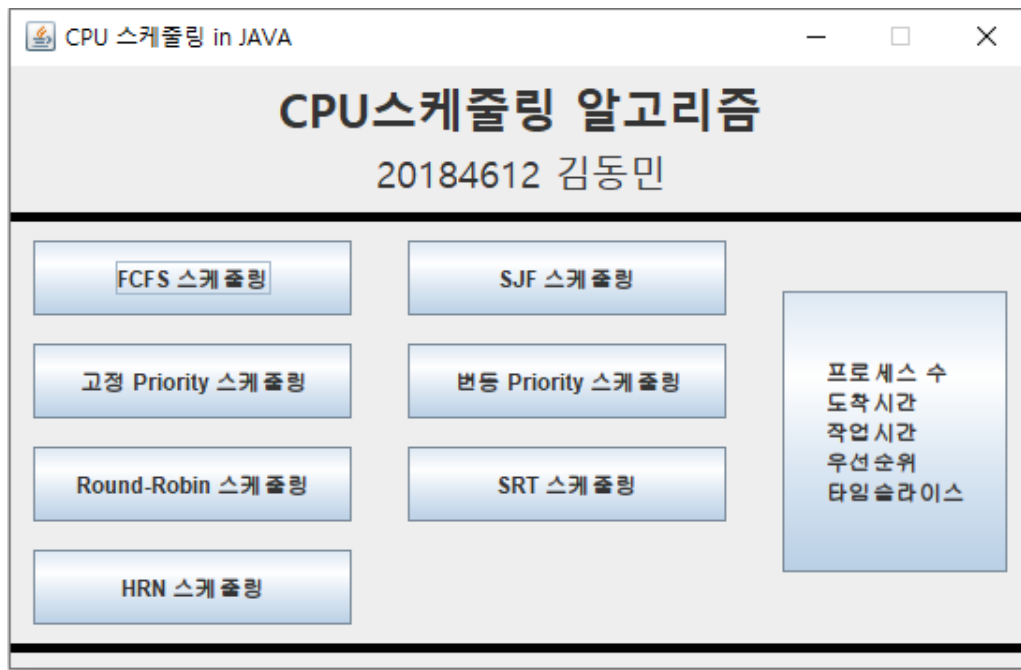 CPU 스케줄링 in JAVA
CPU스케줄링 알고리즘
20184612 김동민
FCFS 스케줄링
SJF 스케줄링
고정 Priority 스케줄링
변동 Priority 스케줄링
Round-Robin 스케줄링
SRT 스케줄링
HRN 스케줄링
프로세스 수
도착시간
작업시간
우선순위
타임슬라이스